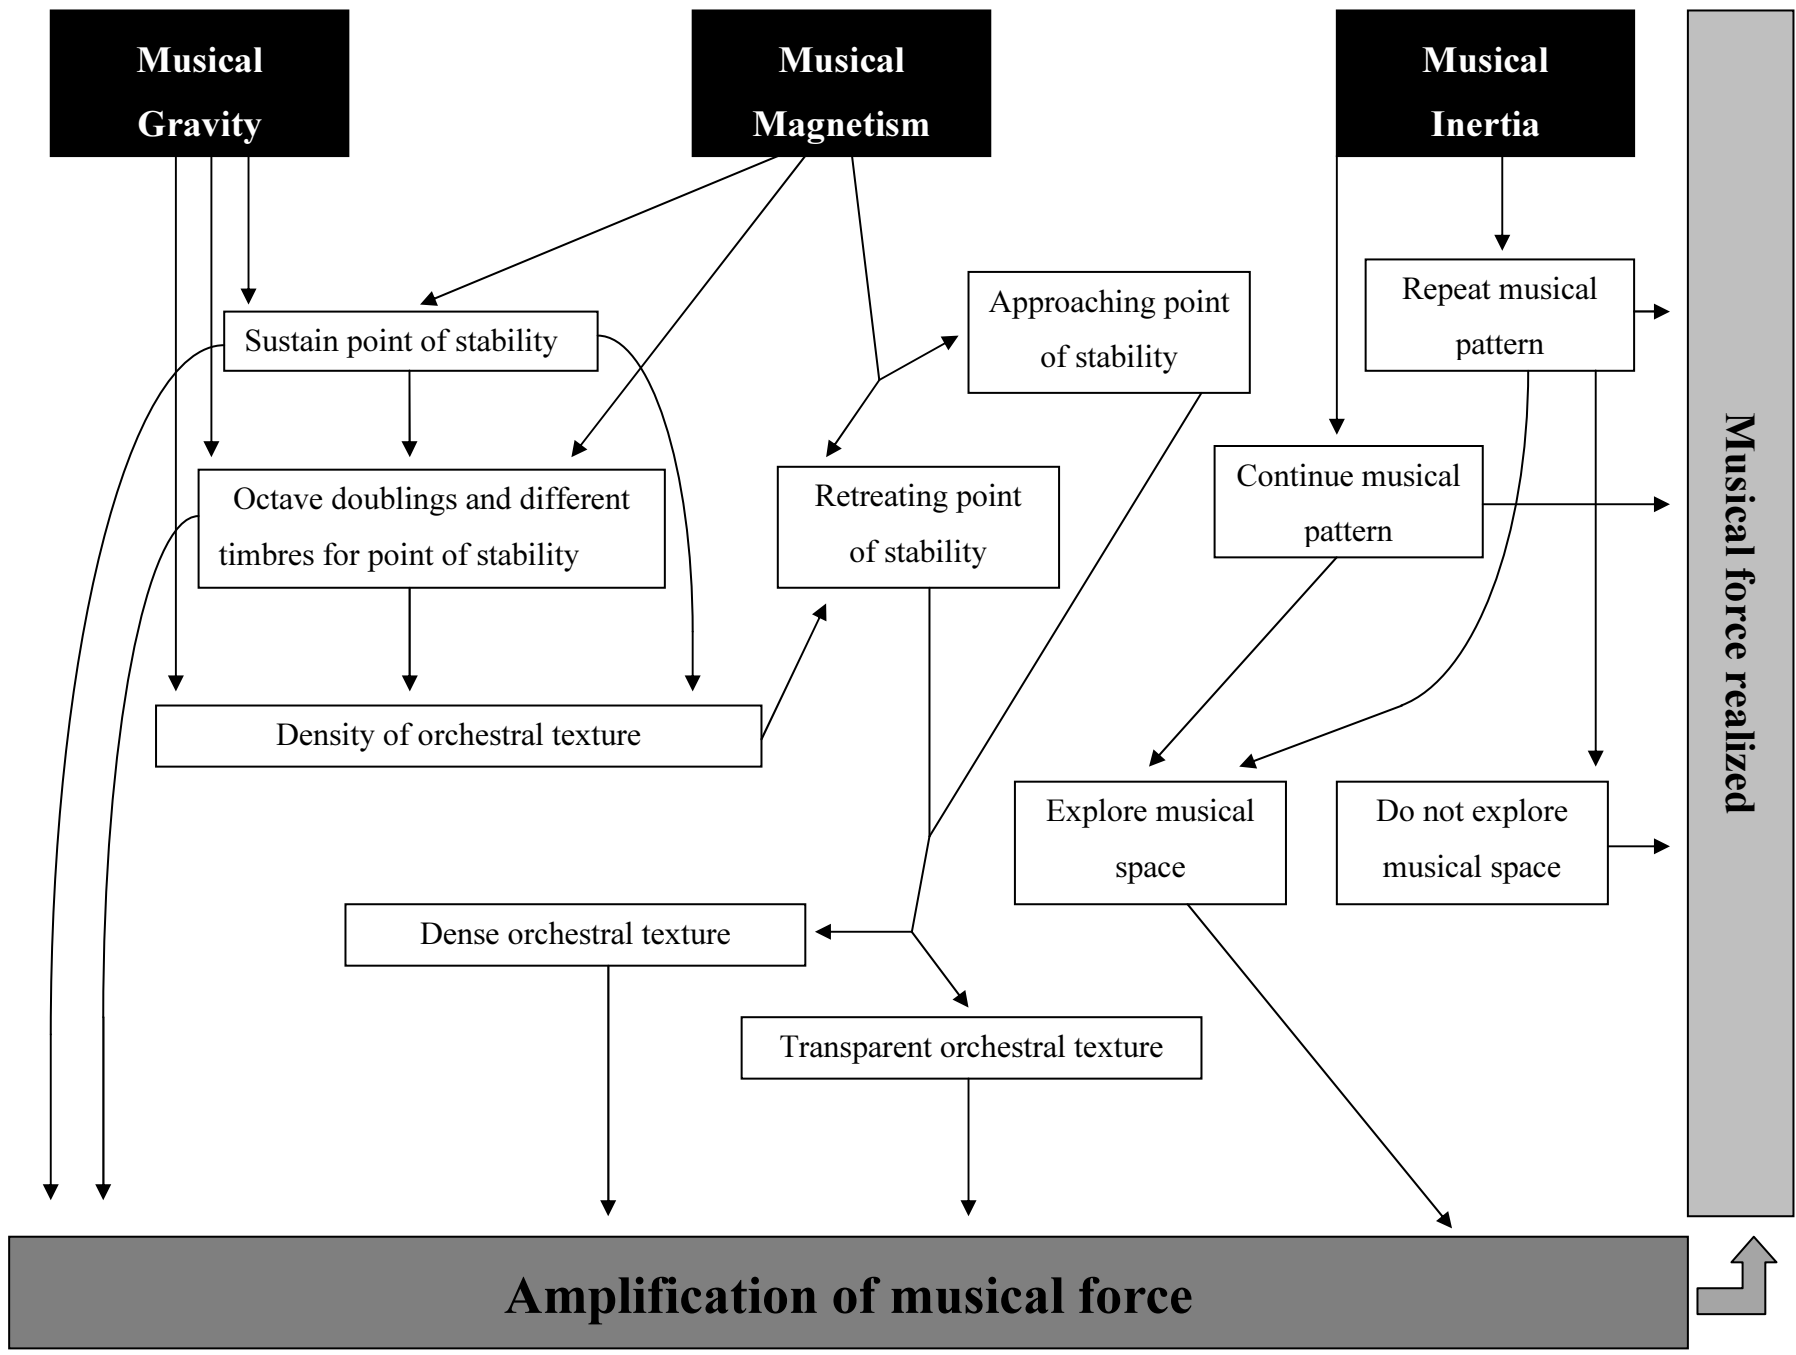 Musical
Gravity
Musical
Magnetism
Musical
Inertia
Sustain point of stability
Approaching point
of stability
Repeat musical
pattern
Octave doublings and different
timbres for point of stability
Retreating point
of stability
Continue musical
pattern
Density of orchestral texture
Explore musical
space
Do not explore
musical space
Dense orchestral texture
Transparent orchestral texture
Musical force realized
Amplification of musical force